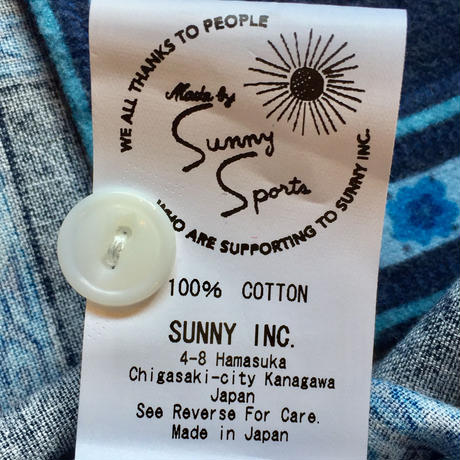 WE ALL THANKS TO PEOPLE
WHO ARE SUPPORTING TO SUNNY INC.
Made by
Sunny
Sports
100% COTTON
SUNNY INC.
4-8 Hamasuka
Chigasaki-city Kanagawa
Japan
See Reverse For Care.
Made in Japan